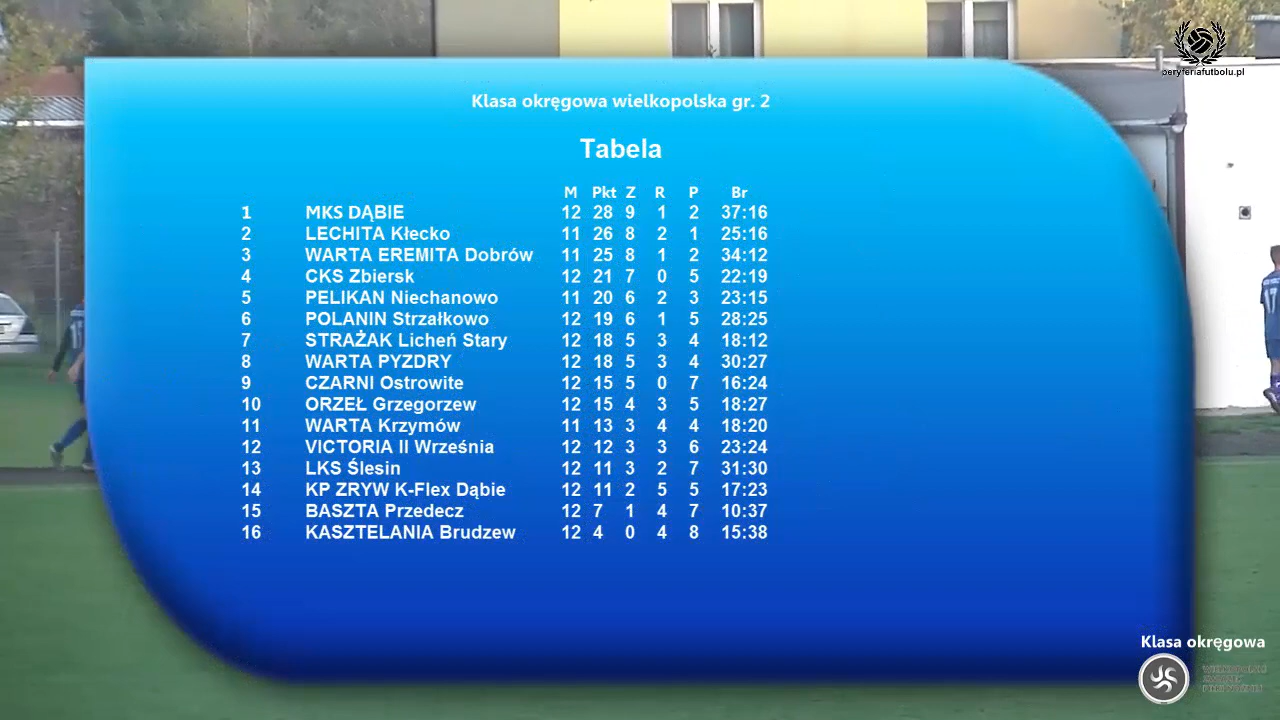 peryferiafutbolu.pl
Klasa okręgowa wielkopolska gr. 2
Tabela
M Pkt Z R P Br
1 MKS DĄBIE 12 28 9 1 2 37:16
2 LECHITA Kłecko 11 26 8 2 1 25:16
3 WARTA EREMITA Dobrów 11 25 8 1 2 34:12
4 CKS Zbiersk 12 21 7 0 5 22:19
5 PELIKAN Niechanowo 11 20 6 2 3 23:15
6 POLANIN Strzałkowo 12 19 6 1 5 28:25
7 STRAŻAK Licheń Stary 12 18 5 3 4 18:12
8 WARTA PYZDRY 12 18 5 3 4 30:27
9 CZARNI Ostrowite 12 15 5 0 7 16:24
10 ORZEŁ Grzegorzew 12 15 4 3 5 18:27
11 WARTA Krzymów 11 13 3 4 4 18:20
12 VICTORIA II Września 12 12 3 3 6 23:24
13 LKS Ślesin 12 11 3 2 7 31:30
14 KP ZRYW K-Flex Dąbie 12 11 2 5 5 17:23
15 BASZTA Przedecz 12 7 1 4 7 10:37
16 KASZTELANIA Brudzew 12 4 0 4 8 15:38
17
Klasa okręgowa